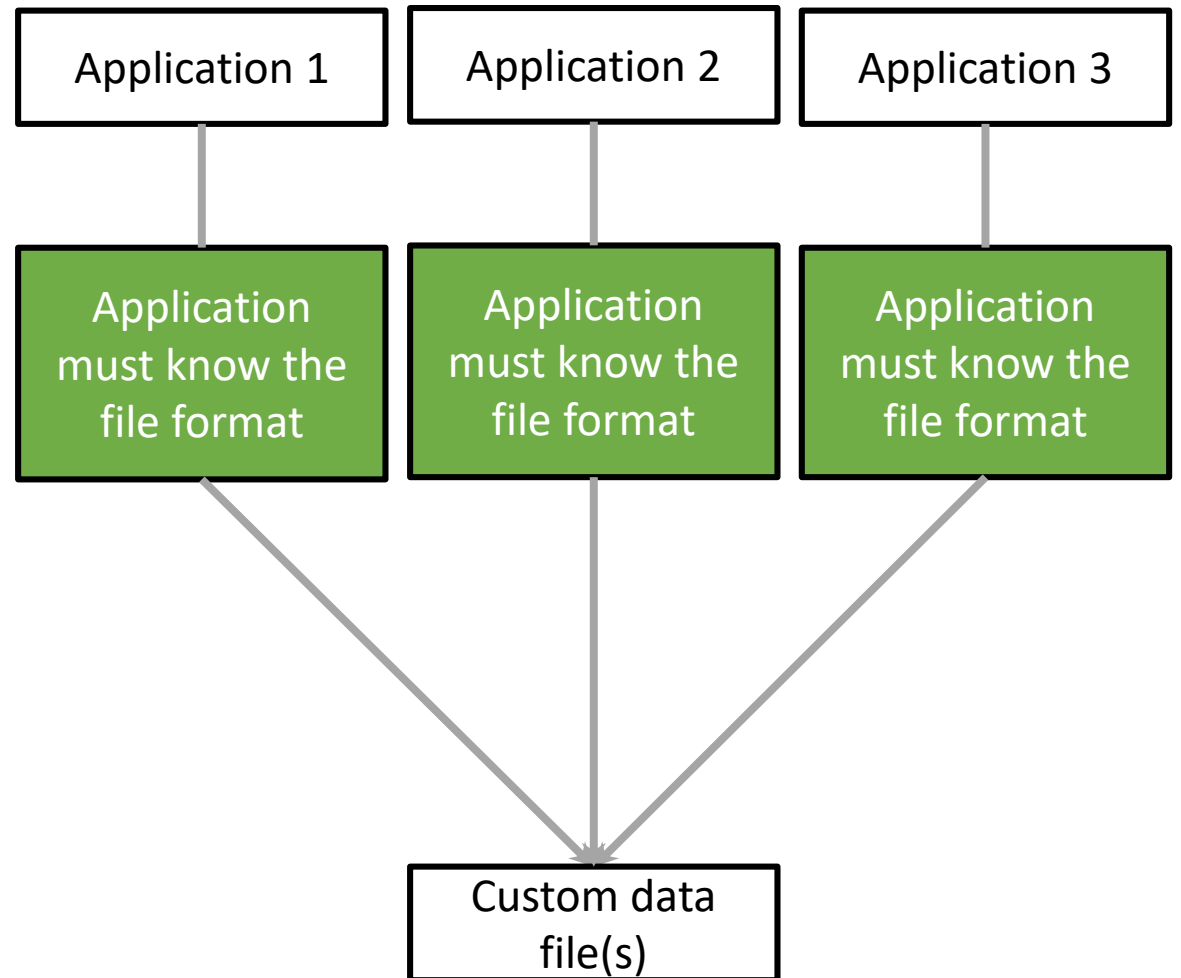 Application 1
Application 2
Application 3
Application
must know the
file format
Application
must know the
file format
Application
must know the
file format
Custom data
file(s)